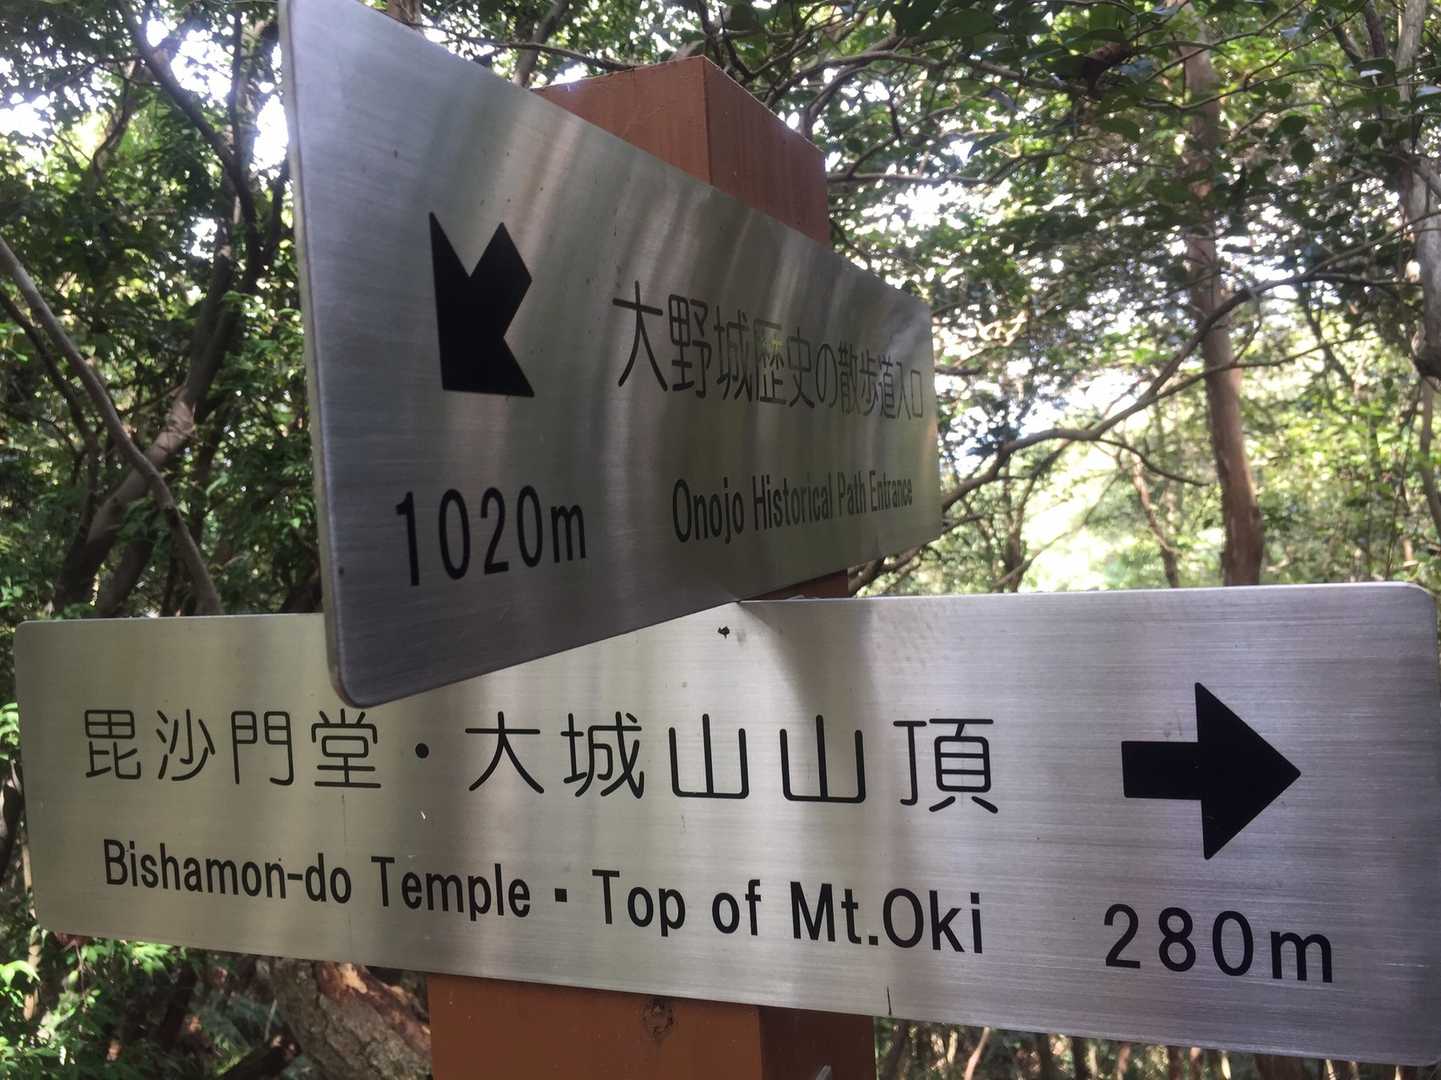 大野城歴史の散歩道入口
1020m
Onojo Historical Path Entrance
毘沙門堂・大城山山頂
Bishamon-do Temple・Top of Mt.Oki
280m